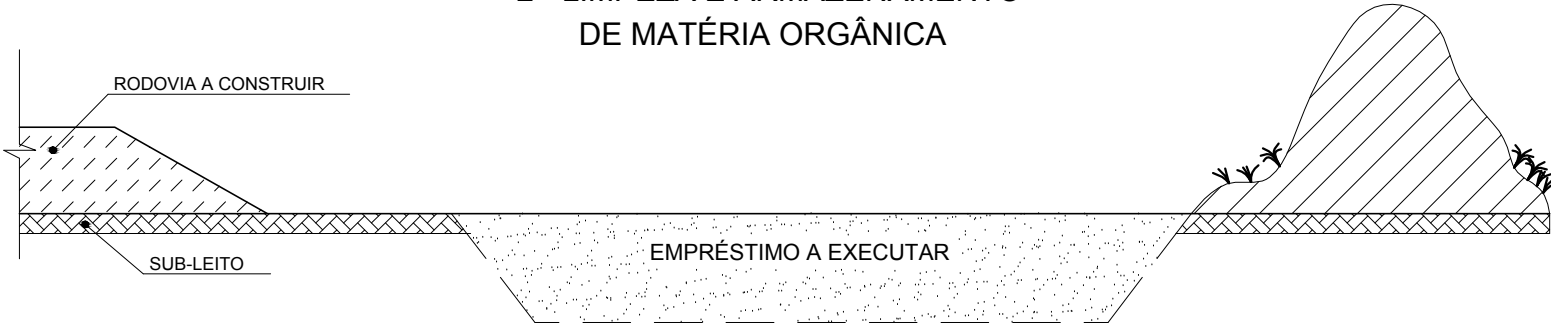 DE MATÉRIA ORGÂNICA
RODOVIA A CONSTRUIR
EMPRÉSTIMO A EXECUTAR
SUB-LEITO